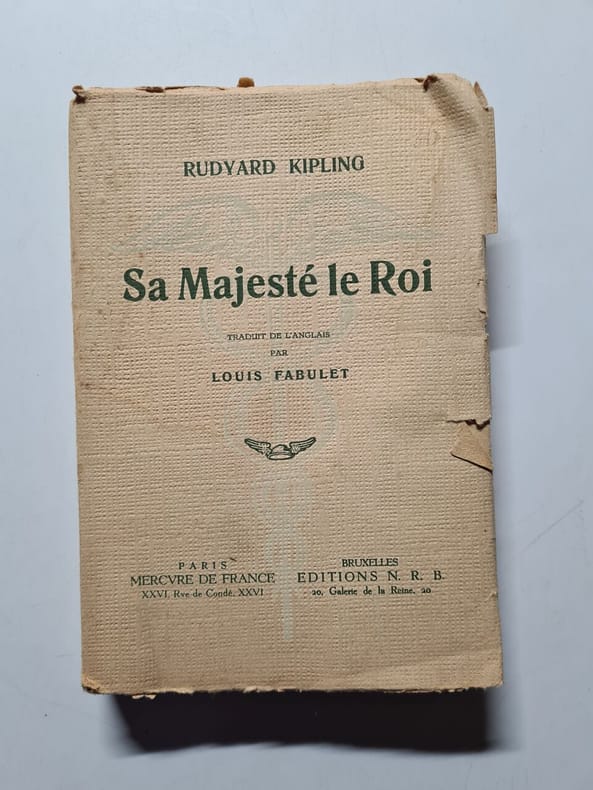 RUDYARD KIPLING
Sa Majesté le Roi
TRADUIT DE L'ANGLAIS
PAR
LOUIS FABULET
PARIS
MERCVRE DE FRANCE
XXVI, Rve de Condé, XXVI
BRUXELLES
EDITIONS N. R. B.
20, Galerie de la Reine, 20